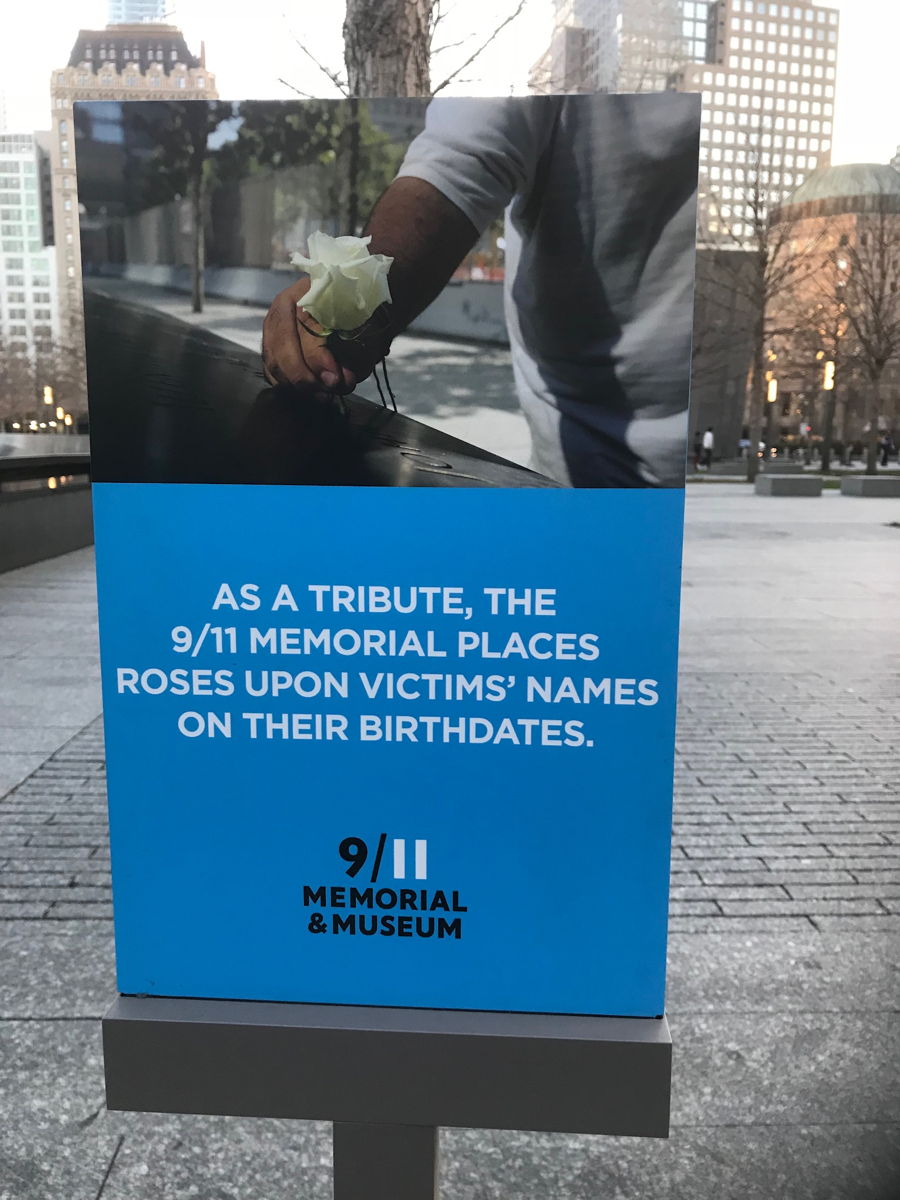 AS A TRIBUTE, THE
9/11 MEMORIAL PLACES
ROSES UPON VICTIMS’ NAMES
ON THEIR BIRTHDATES.
9/11
MEMORIAL
& MUSEUM